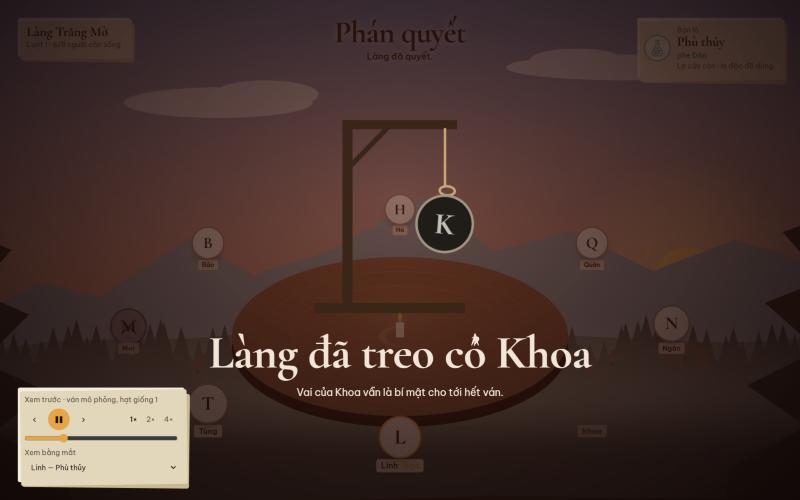 Làng Trăng Mờ
Lượt 1 · 6/8 người còn sống
Phán quyết
Làng đã quyết.
Bạn là
Phù thủy
phe Dân
Lọ cứu còn · lọ độc đã dùng
H
Hà
K
B
Bảo
Q
Quân
M
Mai
N
Ngân
Làng đã treo cổ Khoa
Vai của Khoa vẫn là bí mật cho tới hết ván.
T
Tùng
L
Linh
Khoa
Xem trước · ván mô phỏng, hạt giống 1
‹ › 1× 2× 4×
Xem bằng mắt
Linh — Phù thủy